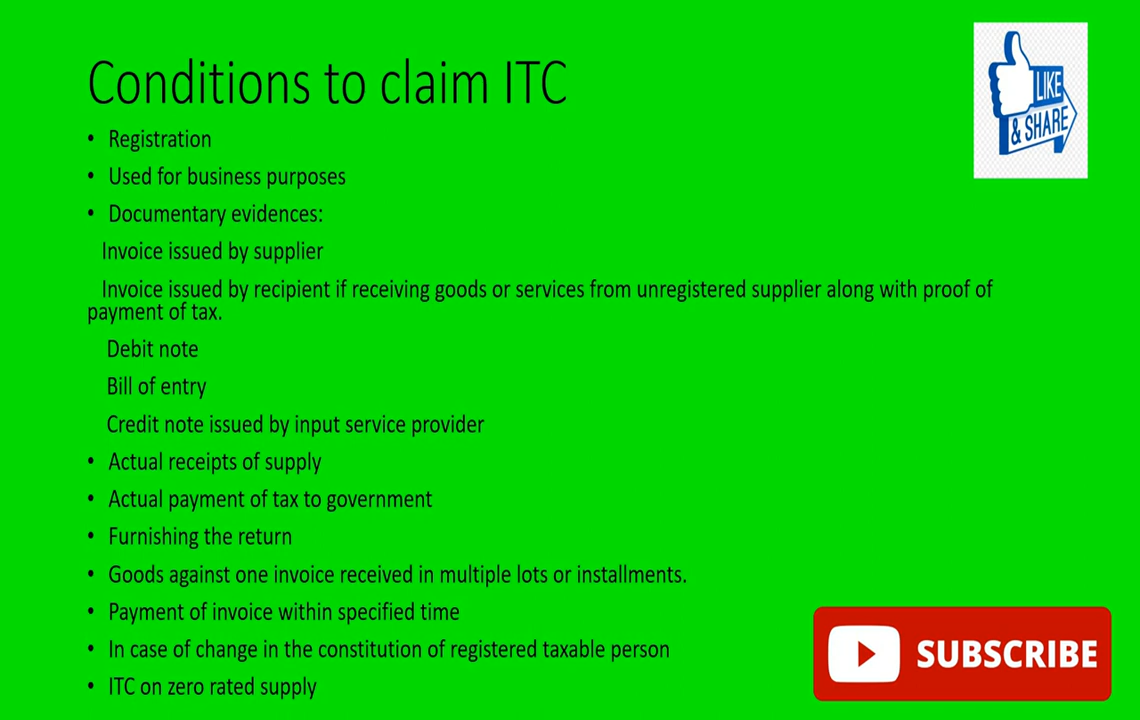 Conditions to claim ITC
LIKE
& SHARE
• Registration
• Used for business purposes
• Documentary evidences:
Invoice issued by supplier
Invoice issued by recipient if receiving goods or services from unregistered supplier along with proof of
payment of tax.
Debit note
Bill of entry
Credit note issued by input service provider
• Actual receipts of supply
• Actual payment of tax to government
• Furnishing the return
• Goods against one invoice received in multiple lots or installments.
• Payment of invoice within specified time
• In case of change in the constitution of registered taxable person
• ITC on zero rated supply
SUBSCRIBE